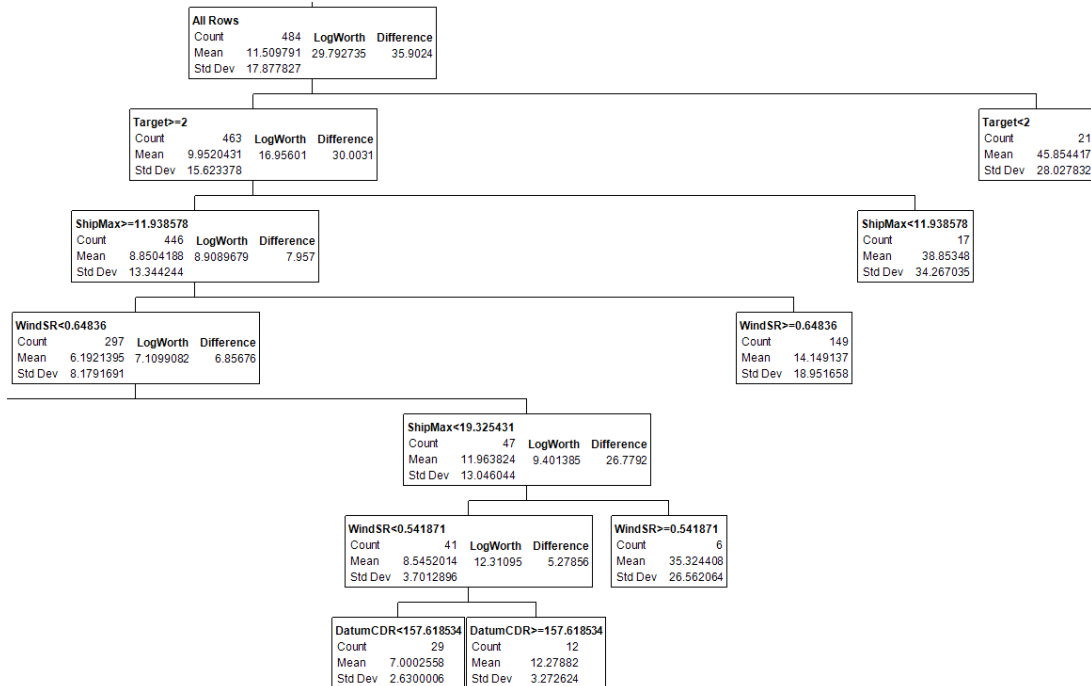 All Rows
Count 484 LogWorth Difference
Mean 11.509791 29.792735 35.9024
Std Dev 17.877827
Target>=2
Count 463 LogWorth Difference
Mean 9.9520431 16.95601 30.0031
Std Dev 15.623378
Target<2
Count 21
Mean 45.854417
Std Dev 28.027832
ShipMax>=11.938578
Count 446 LogWorth Difference
Mean 8.8504188 8.9089679 7.957
Std Dev 13.344244
ShipMax<11.938578
Count 17
Mean 38.85348
Std Dev 34.267035
WindSR<0.64836
Count 297 LogWorth Difference
Mean 6.1921395 7.1099082 6.85676
Std Dev 8.1791691
WindSR>=0.64836
Count 149
Mean 14.149137
Std Dev 18.951658
ShipMax<19.325431
Count 47 LogWorth Difference
Mean 11.963824 9.401385 26.7792
Std Dev 13.046044
WindSR<0.541871
Count 41 LogWorth Difference
Mean 8.5452014 12.31095 5.27856
Std Dev 3.7012896
WindSR>=0.541871
Count 6
Mean 35.324408
Std Dev 26.562064
DatumCDR<157.618534
Count 29
Mean 7.0002558
Std Dev 2.6300006
DatumCDR>=157.618534
Count 12
Mean 12.27882
Std Dev 3.272624